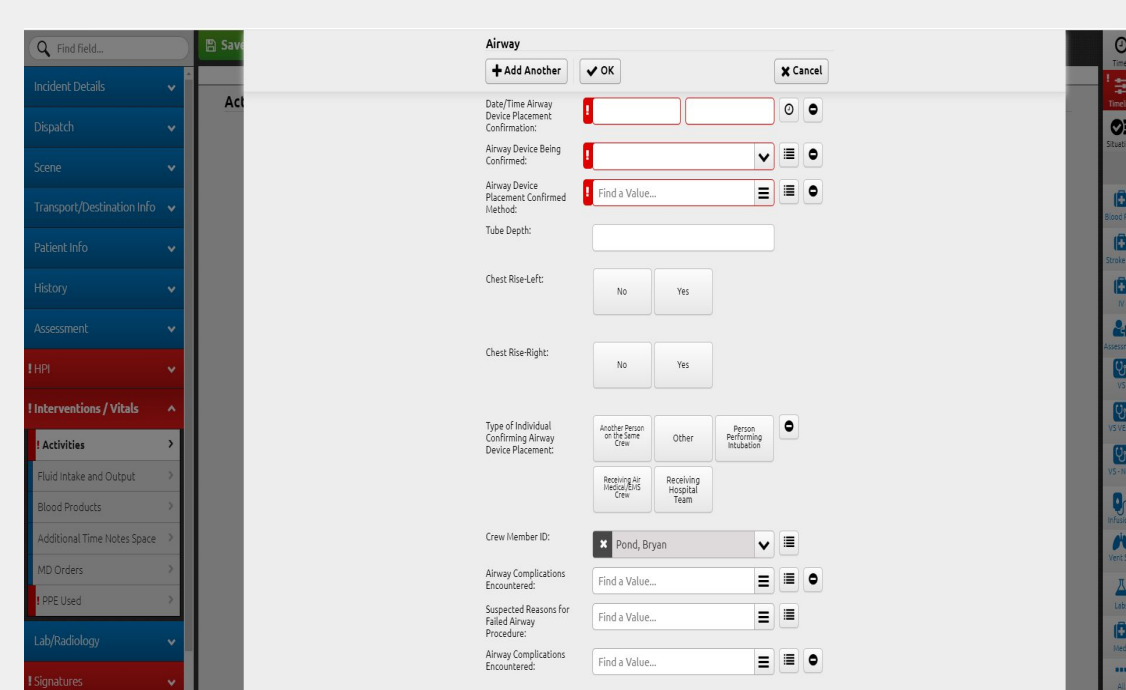 Find field...
Save
Incident Details
Dispatch
Scene
Transport/Destination Info
Patient Info
History
Assessment
! HPI
! Interventions / Vitals
! Activities
Fluid Intake and Output
Blood Products
Additional Time Notes Space
MD Orders
! PPE Used
Lab/Radiology
! Signatures
Act
Airway
Add Another
OK
Cancel
Date/Time Airway
Device Placement
Confirmation:
!
Airway Device Being
Confirmed:
!
Airway Device
Placement Confirmed
Method:
!
Find a Value...
Tube Depth:
Chest Rise-Left:
No
Yes
Chest Rise-Right:
No
Yes
Type of Individual
Confirming Airway
Device Placement:
Another Person
on the Same
Crew
Other
Person
Performing
Intubation
Receiving Air
Medical/EMS
Crew
Receiving
Hospital
Team
Crew Member ID:
Pond, Bryan
Airway Complications
Encountered:
Find a Value...
Suspected Reasons for
Failed Airway
Procedure:
Find a Value...
Airway Complications
Encountered:
Find a Value...